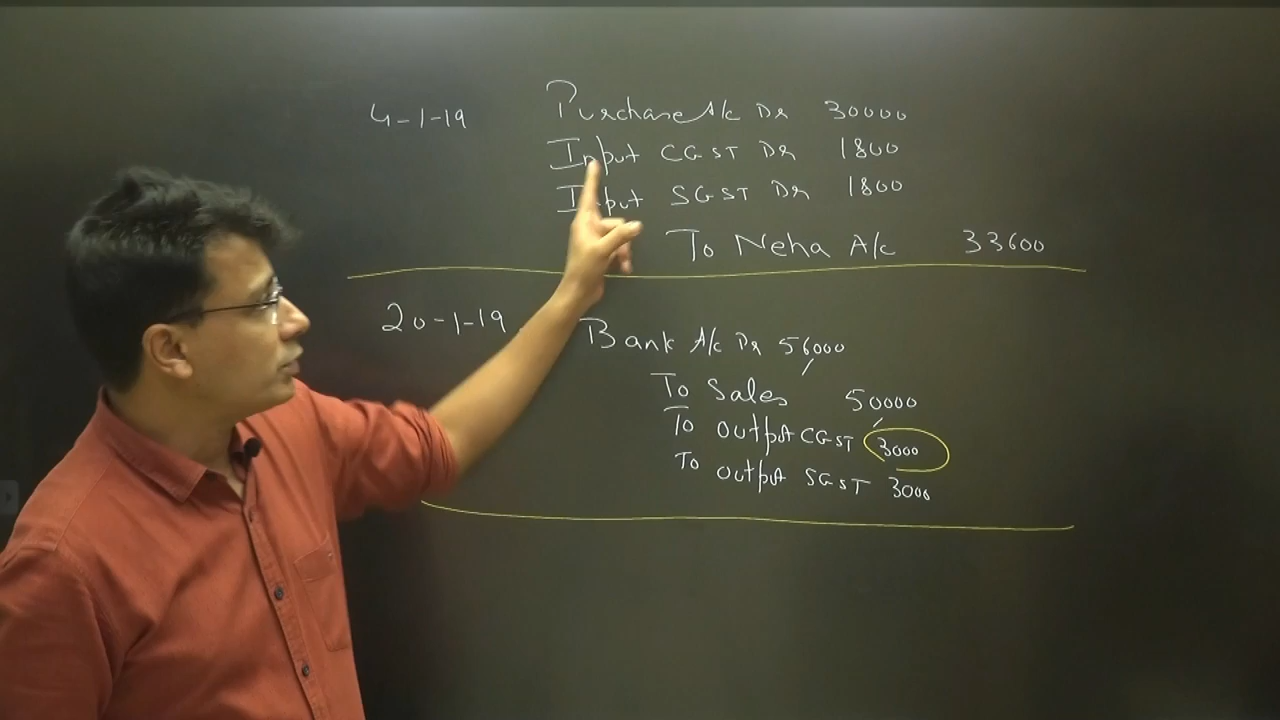 4-1-19 Purchase A/c Dr 30000
Input CGST Dr 1800
Input SGST Dr 1800
To Neha A/c 33600
20-1-19 Bank A/c Dr 56000
To Sales 50000
To output CGST 3000
To output SGST 3000